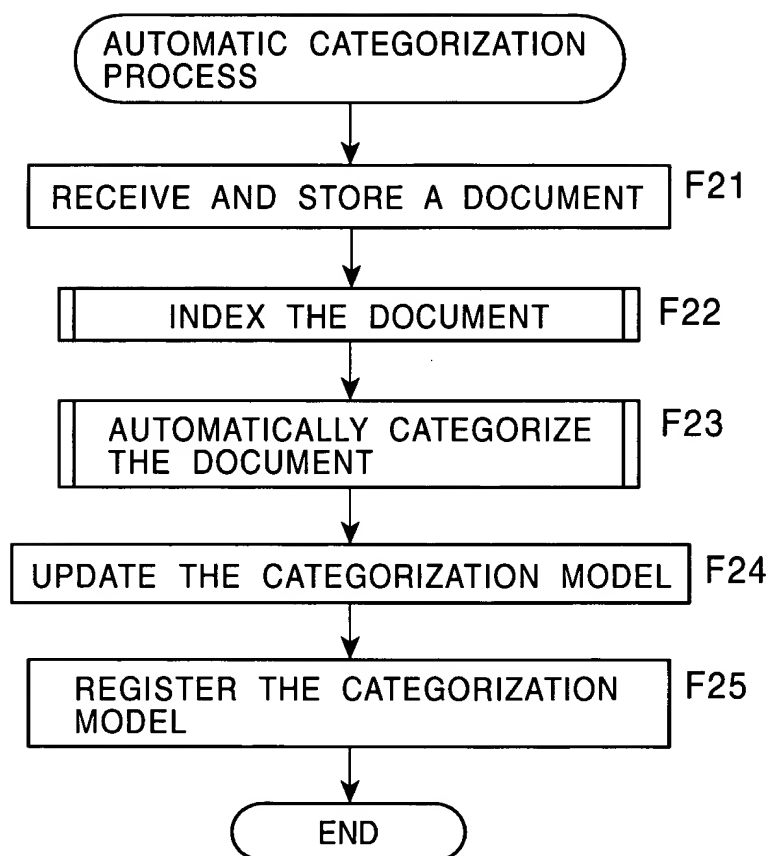 AUTOMATIC CATEGORIZATION
PROCESS
RECEIVE AND STORE A DOCUMENT
F21
INDEX THE DOCUMENT
F22
AUTOMATICALLY CATEGORIZE
THE DOCUMENT
F23
UPDATE THE CATEGORIZATION MODEL
F24
REGISTER THE CATEGORIZATION
MODEL
F25
END